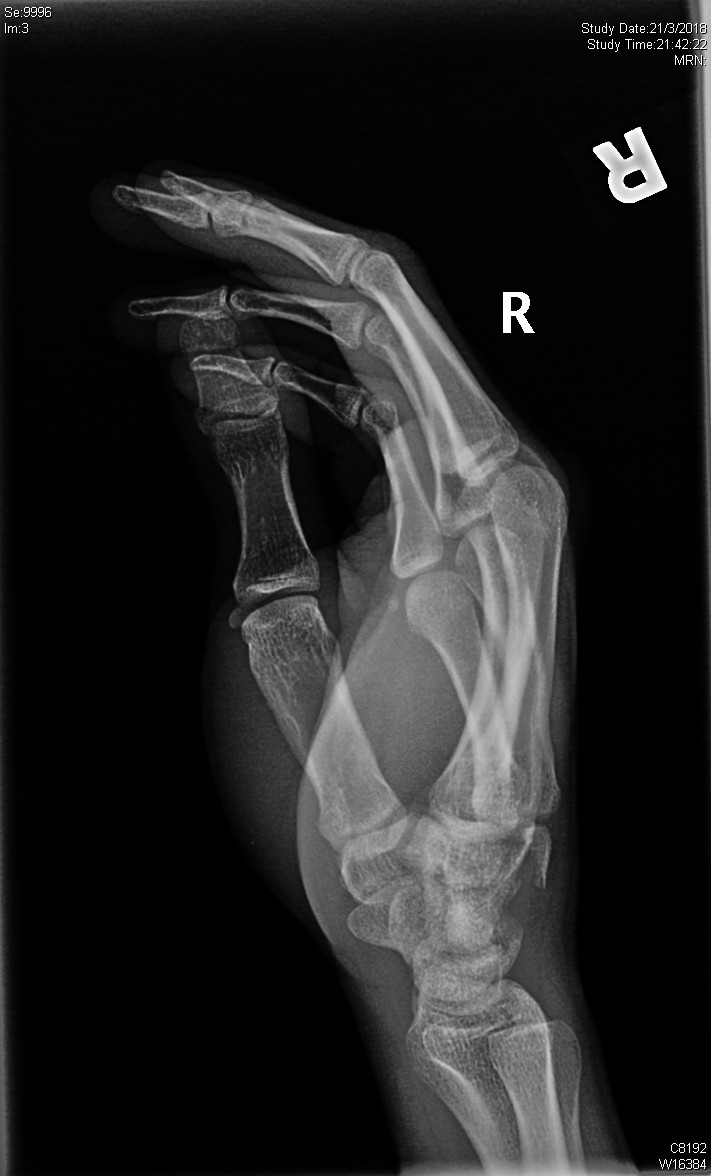 Se:9996
Im:3
Study Date:21/3/2018
Study Time:21:42:22
MRN:
R
R
C8192
W16384